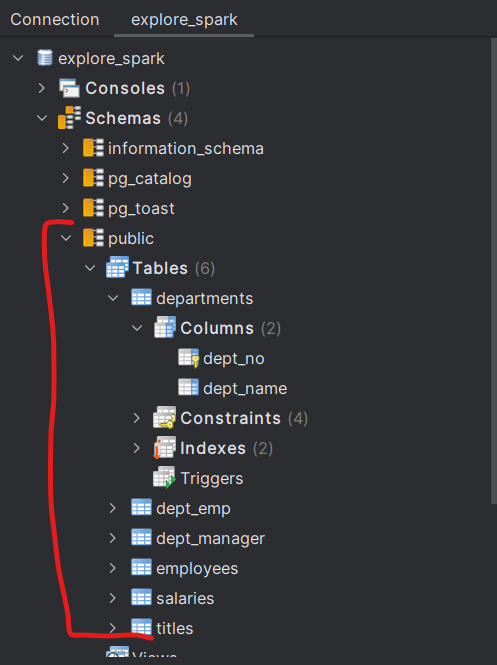 Connection explore_spark
explore_spark
Consoles (1)
Schemas (4)
information_schema
pg_catalog
pg_toast
public
Tables (6)
departments
Columns (2)
dept_no
dept_name
Constraints (4)
Indexes (2)
Triggers
dept_emp
dept_manager
employees
salaries
titles
Views